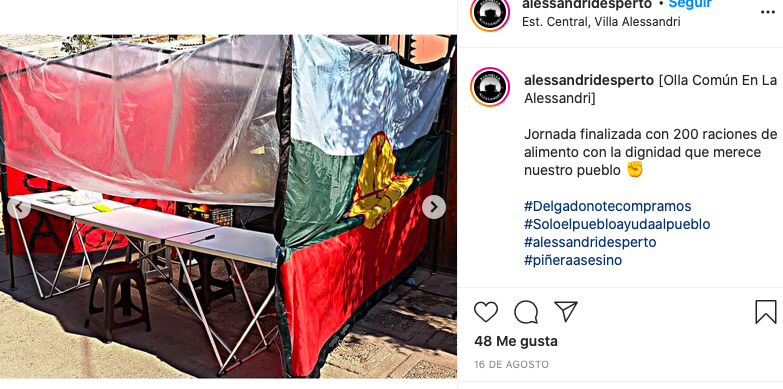 alessandridesperto • Seguir
Est. Central, Villa Alessandri
alessandridesperto [Olla Común En La
Alessandri]
Jornada finalizada con 200 raciones de
alimento con la dignidad que merece
nuestro pueblo ✊
#Delgadonotecompramos
#Soloelpuebloayudaalpueblo
#alessandridesperto
#piñeraasesino
48 Me gusta
16 DE AGOSTO